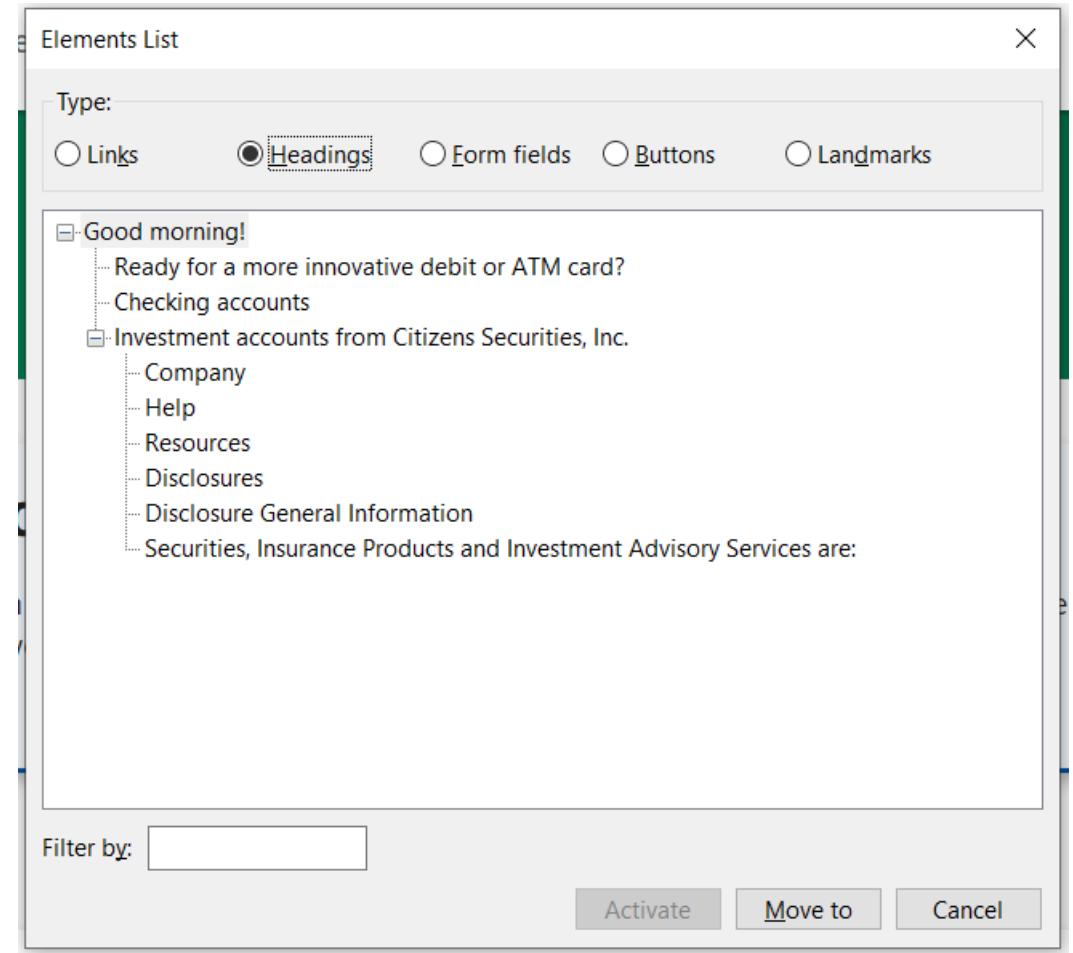 Elements List
Type:
Links Headings Form fields Buttons Landmarks
Good morning!
Ready for a more innovative debit or ATM card?
Checking accounts
Investment accounts from Citizens Securities, Inc.
Company
Help
Resources
Disclosures
Disclosure General Information
Securities, Insurance Products and Investment Advisory Services are:
Filter by:
Activate Move to Cancel